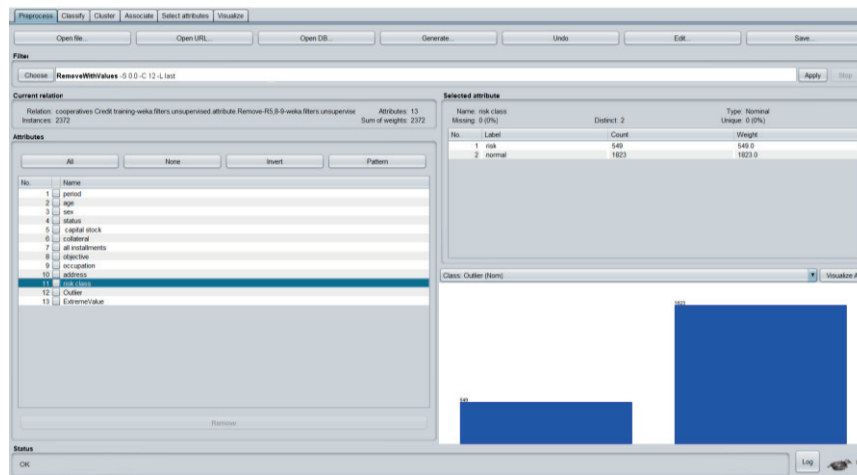 Preprocess Classify Cluster Associate Select attributes Visualize
Open file... Open URL... Open DB... Generate... Undo Edit... Save...
Filter
Choose RemoveWithValues -S 0.0 -C 12 -L last Apply Stop
Current relation
Relation: cooperatives Credit training-weka.filters.unsupervised.attribute.Remove-R5,8-9-weka.filters.unsupervise Attributes: 13
Instances: 2372 Sum of weights: 2372
Attributes
All None Invert Pattern
No. Name
1 period
2 age
3 sex
4 status
5 capital stock
6 collateral
7 all installments
8 objective
9 occupation
10 address
11 risk class
12 Outlier
13 ExtremeValue
Remove
Selected attribute
Name: risk class Type: Nominal
Missing: 0 (0%) Distinct: 2 Unique: 0 (0%)
No. Label Count Weight
1 risk 549 549.0
2 normal 1823 1823.0
Class: Outlier (Nom) Visualize A
1823
549
Status
OK Log